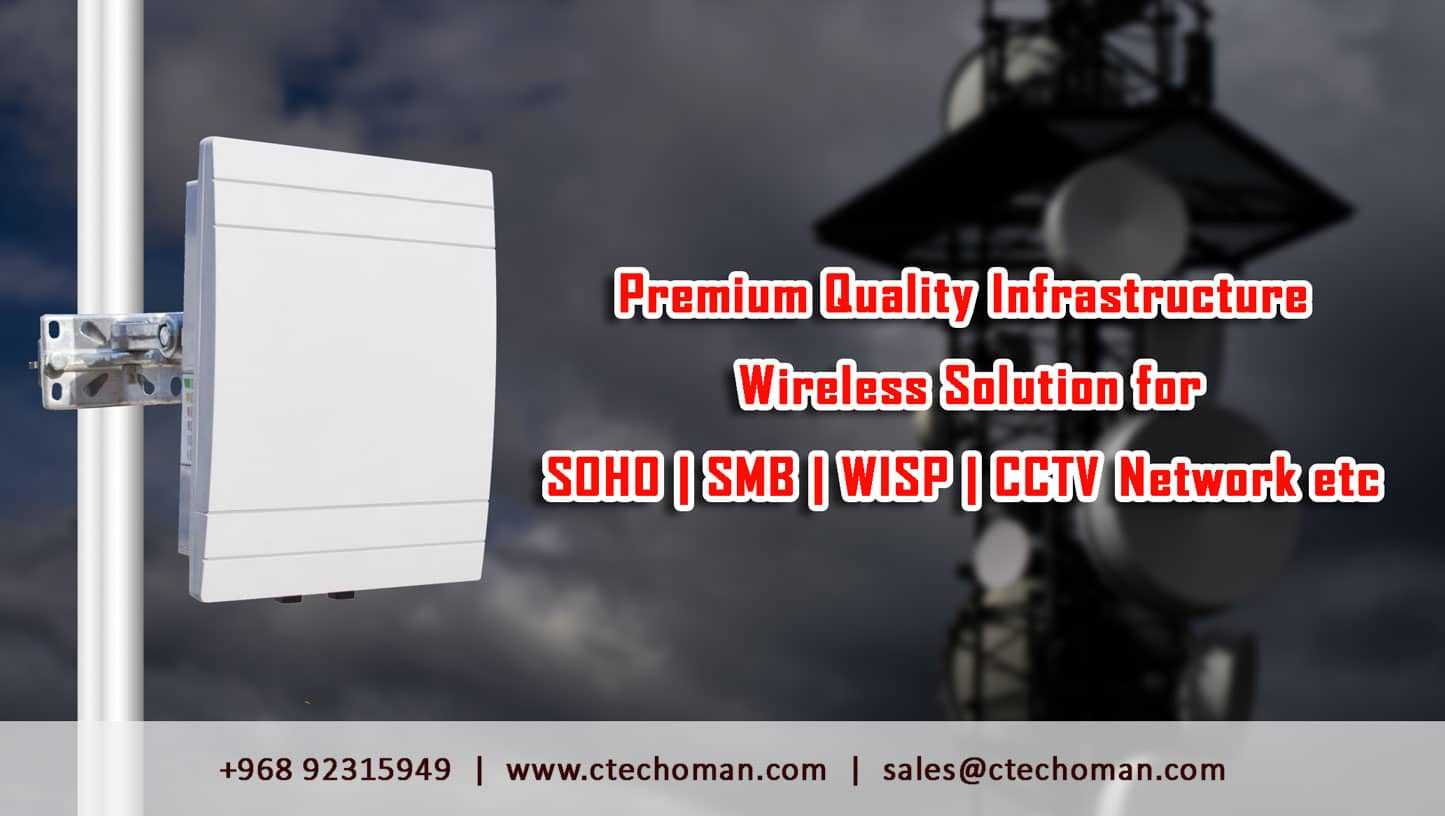 Premium Quality Infrastructure
Wireless Solution for
SOHO | SMB | WISP | CCTV Network etc
+968 92315949 | www.ctechoman.com | sales@ctechoman.com